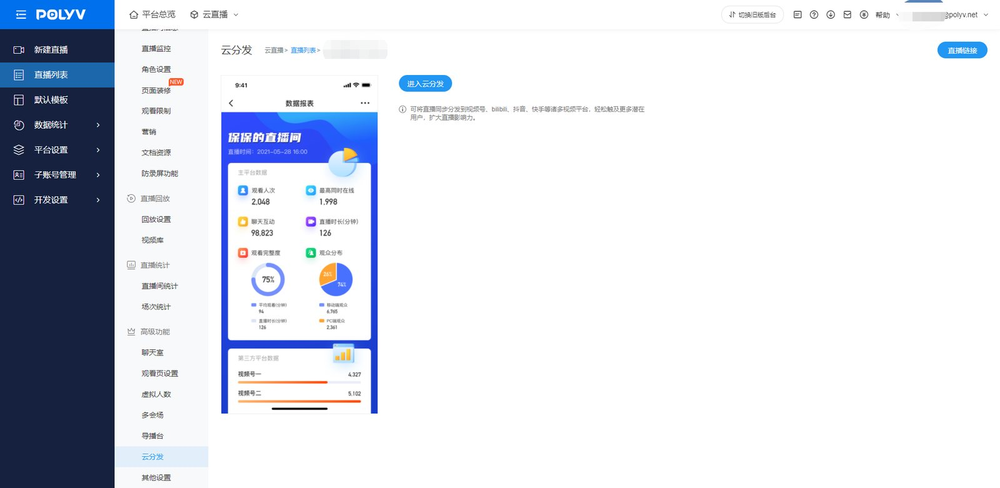 POLYV
平台总览
云直播
切换旧版后台
帮助
@polyv.net
新建直播
直播列表
默认模板
数据统计
平台设置
子账号管理
开发设置
直播间信息
直播监控
角色设置
NEW
页面装修
观看限制
营销
文档资源
防录屏功能
直播回放
回放设置
视频库
直播统计
直播间统计
场次统计
高级功能
聊天室
观看页设置
虚拟人数
多会场
导播台
云分发
其他设置
云分发
云直播>
直播列表>
直播链接
9:41
数据报表
保保的直播间
直播时间：2021-05-28 16:00
主平台数据
观看人次
2,048
最高同时在线
1,998
聊天互动
98,823
直播时长(分钟)
126
观看完整度
75%
平均观看(分钟)
94
直播时长(分钟)
126
观众分布
26%
74%
移动端观众
6,765
PC端观众
2,361
第三方平台数据
视频号一
4,327
视频号二
5,102
进入云分发
可将直播同步分发到视频号、bilibili、抖音、快手等诸多视频平台，轻松触及更多潜在
用户，扩大直播影响力。